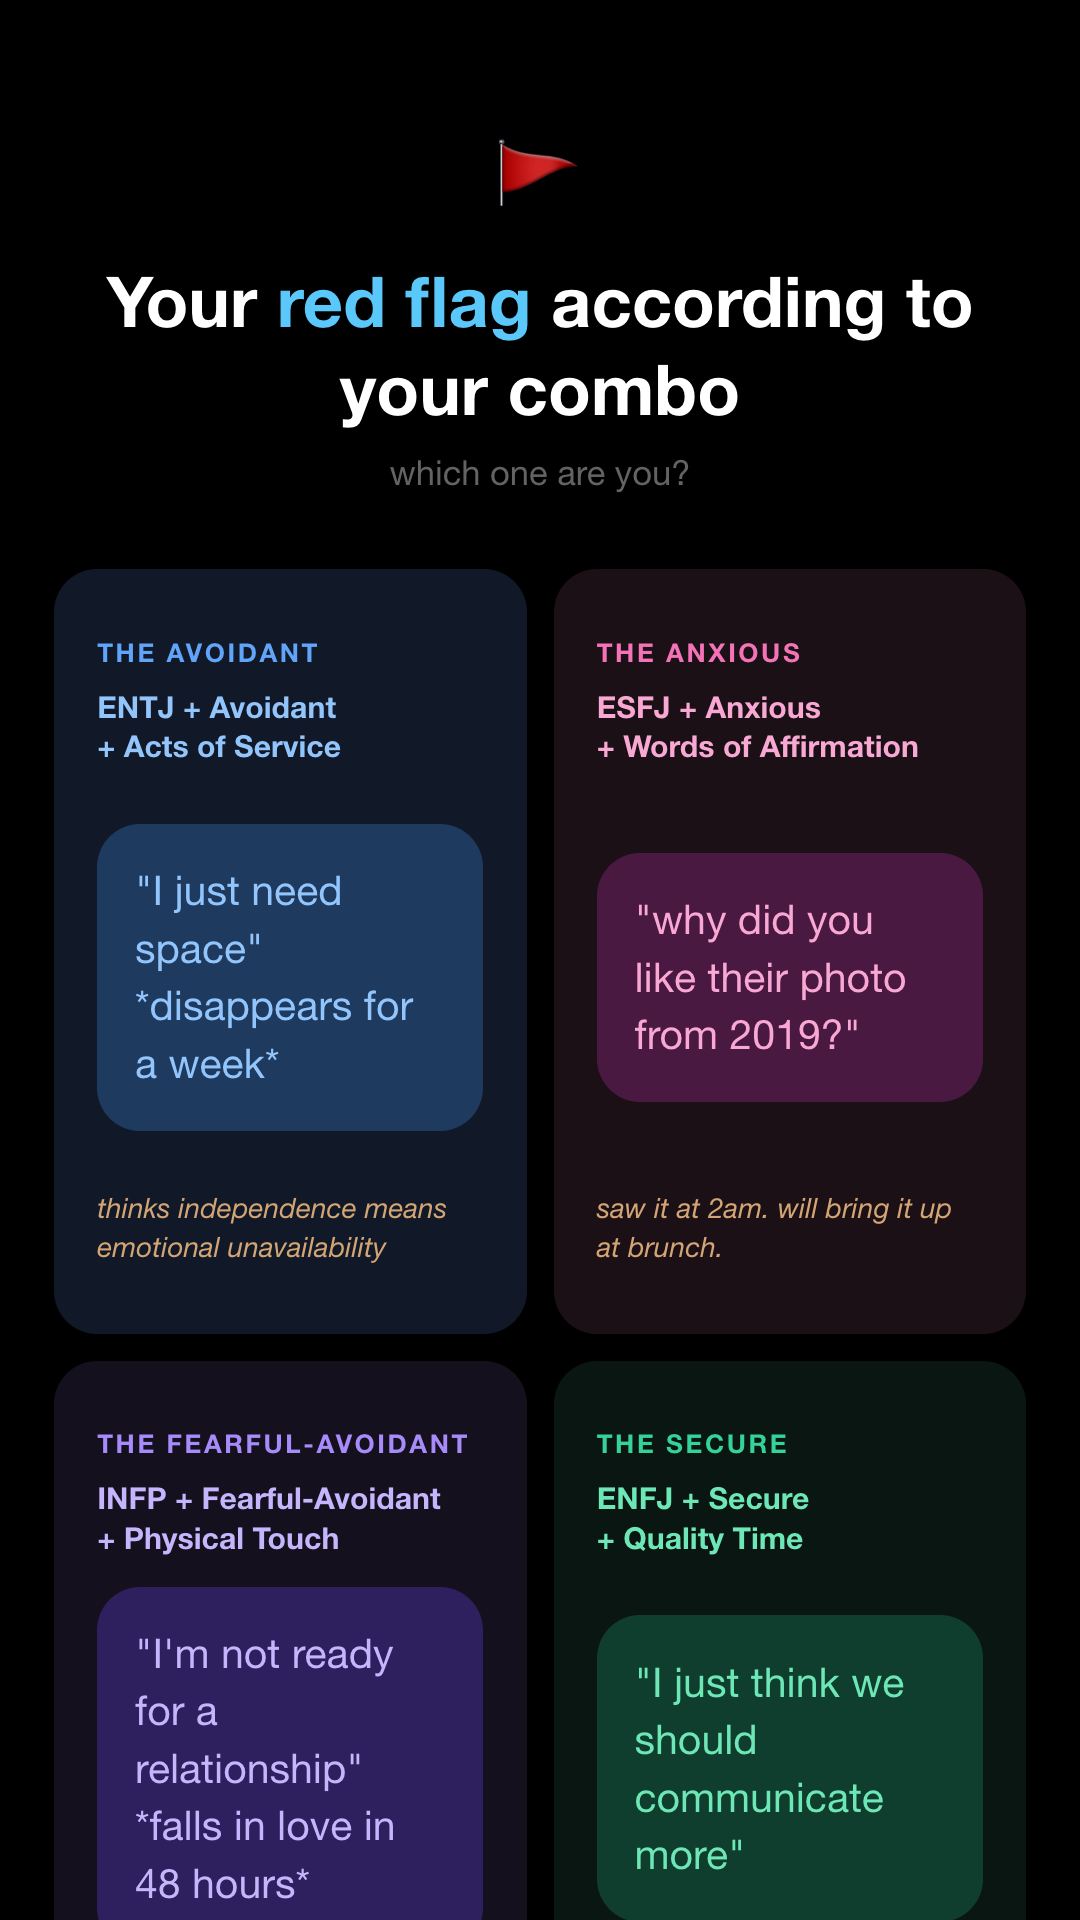 Your red flag according to
your combo
which one are you?
THE AVOIDANT
ENTJ + Avoidant
+ Acts of Service
"I just need
space"
*disappears for
a week*
thinks independence means
emotional unavailability
THE ANXIOUS
ESFJ + Anxious
+ Words of Affirmation
"why did you
like their photo
from 2019?"
saw it at 2am. will bring it up
at brunch.
THE FEARFUL-AVOIDANT
INFP + Fearful-Avoidant
+ Physical Touch
"I'm not ready
for a
relationship"
*falls in love in
48 hours*
THE SECURE
ENFJ + Secure
+ Quality Time
"I just think we
should
communicate
more"